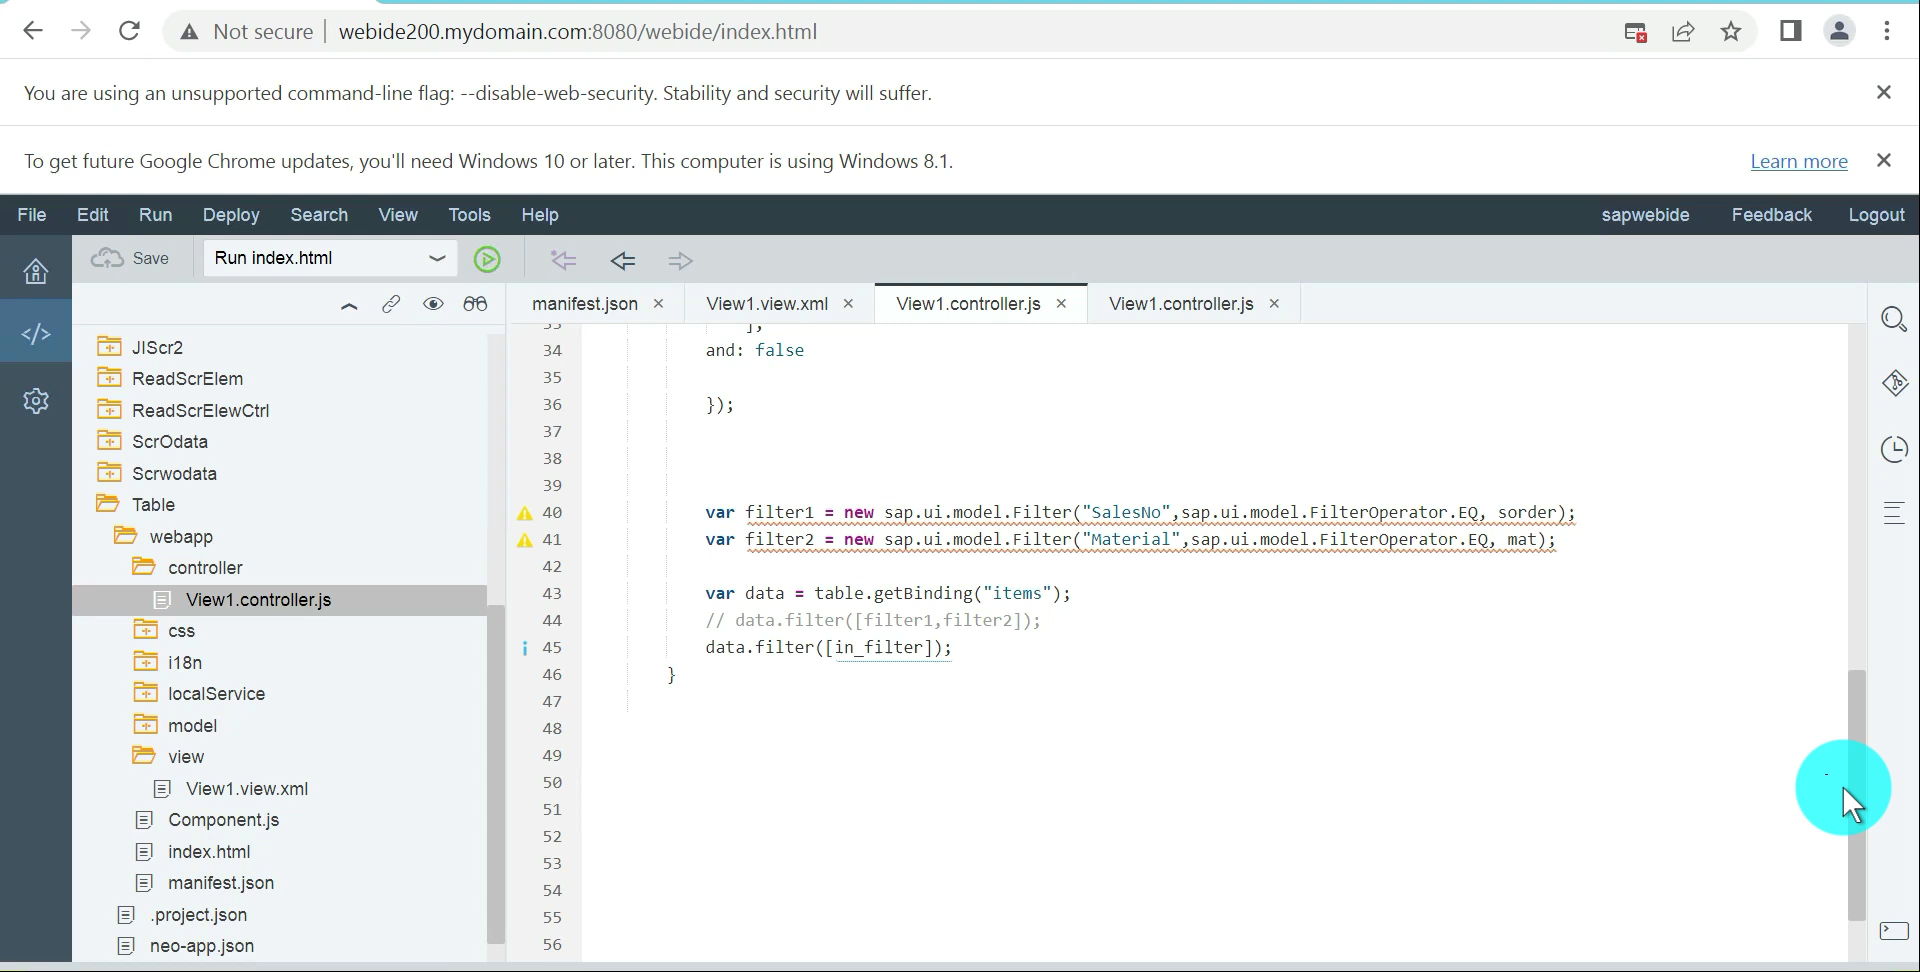 Not secure | webide200.mydomain.com:8080/webide/index.html
You are using an unsupported command-line flag: --disable-web-security. Stability and security will suffer.
To get future Google Chrome updates, you'll need Windows 10 or later. This computer is using Windows 8.1. Learn more
File Edit Run Deploy Search View Tools Help sapwebide Feedback Logout
Save Run index.html
manifest.json View1.view.xml View1.controller.js View1.controller.js
JIScr2
ReadScrElem
ReadScrElewCtrl
ScrOdata
Scrwodata
Table
webapp
controller
View1.controller.js
css
i18n
localService
model
view
View1.view.xml
Component.js
index.html
manifest.json
.project.json
neo-app.json
33 ],
34 and: false
35
36 });
37
38
39
40 var filter1 = new sap.ui.model.Filter("SalesNo",sap.ui.model.FilterOperator.EQ, sorder);
41 var filter2 = new sap.ui.model.Filter("Material",sap.ui.model.FilterOperator.EQ, mat);
42
43 var data = table.getBinding("items");
44 // data.filter([filter1,filter2]);
45 data.filter([in_filter]);
46 }
47
48
49
50
51
52
53
54
55
56